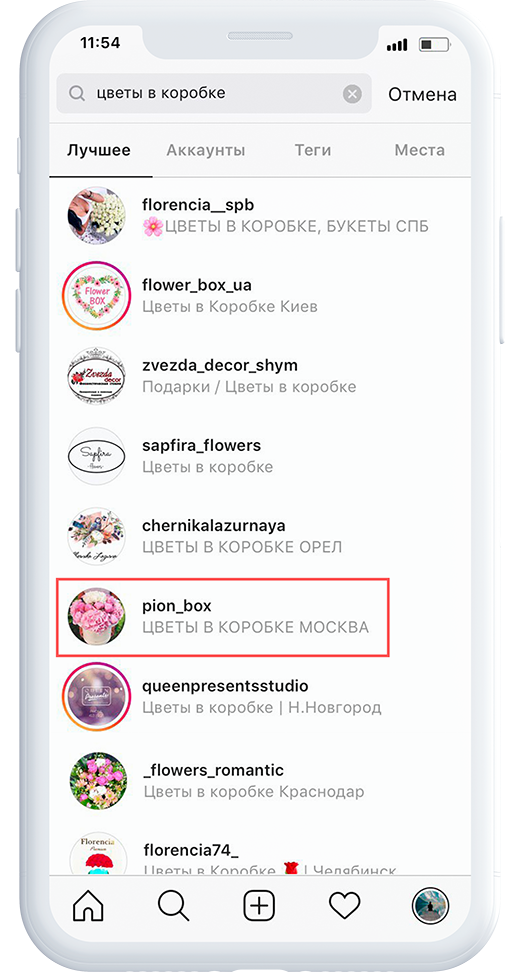 11:54
цветы в коробке
Отмена
Лучшее
Аккаунты
Теги
Места
florencia__spb
🌸ЦВЕТЫ В КОРОБКЕ, БУКЕТЫ СПБ
Flower
BOX
flower_box_ua
Цветы в Коробке Киев
Zvezda
decor
zvezda_decor_shym
Подарки / Цветы в коробке
Sapfira
flowers
sapfira_flowers
Цветы в коробке
chernikalazurnaya
ЦВЕТЫ В КОРОБКЕ ОРЕЛ
pion_box
ЦВЕТЫ В КОРОБКЕ МОСКВА
Presents
queenpresentsstudio
Цветы в коробке | Н.Новгород
_flowers_romantic
Цветы в коробке Краснодар
Florencia
florencia74_
Цветы в Коробке 🌹 | Челябинск